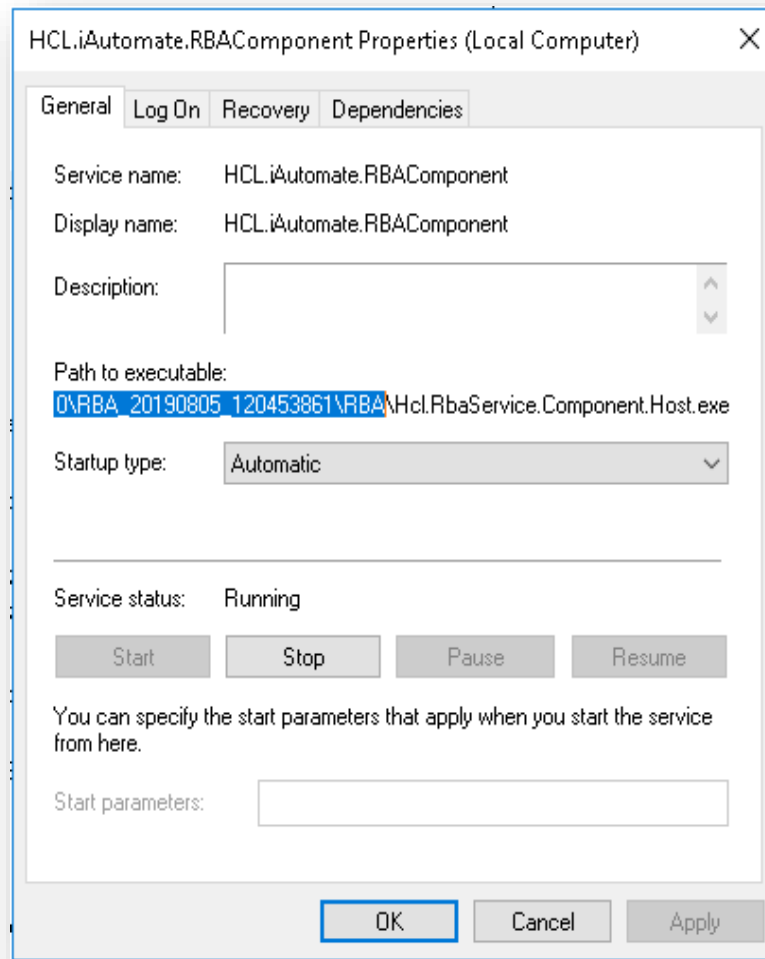 HCL.iAutomate.RBAComponent Properties (Local Computer)
General Log On Recovery Dependencies
Service name: HCL.iAutomate.RBAComponent
Display name: HCL.iAutomate.RBAComponent
Description:
Path to executable:
0\RBA_20190805_120453861\RBA\Hcl.RbaService.Component.Host.exe
Startup type: Automatic
Service status: Running
Start Stop Pause Resume
You can specify the start parameters that apply when you start the service
from here.
Start parameters:
OK Cancel Apply